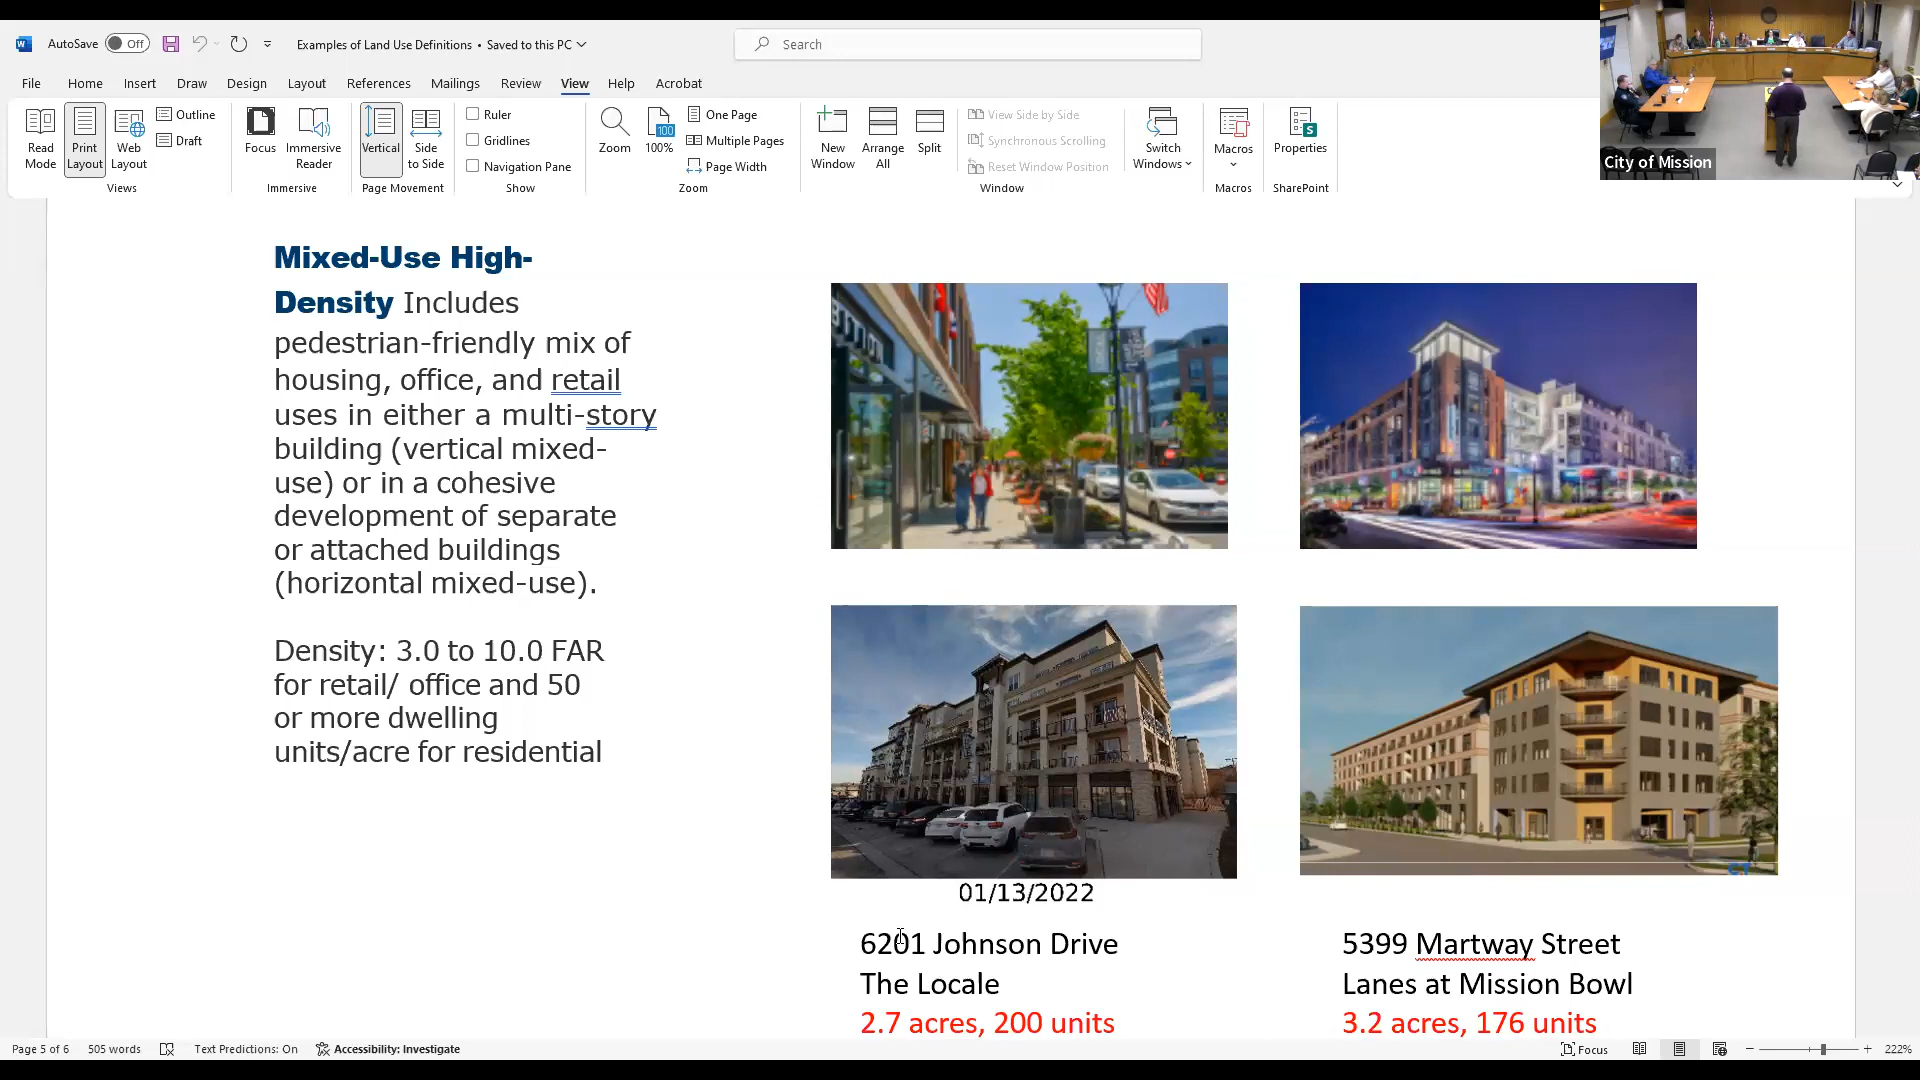 AutoSave
Off
Examples of Land Use Definitions • Saved to this PC
Search
File
Home
Insert
Draw
Design
Layout
References
Mailings
Review
View
Help
Acrobat
Read Mode
Print Layout
Web Layout
Outline
Draft
Views
Focus
Immersive Reader
Immersive
Vertical
Side to Side
Page Movement
Ruler
Gridlines
Navigation Pane
Show
Zoom
100
100%
One Page
Multiple Pages
Page Width
Zoom
New Window
Arrange All
Split
View Side by Side
Synchronous Scrolling
Reset Window Position
Window
Switch Windows
Macros
Macros
Properties
SharePoint
City of Mission
Mixed-Use High-
Density Includes
pedestrian-friendly mix of
housing, office, and retail
uses in either a multi-story
building (vertical mixed-
use) or in a cohesive
development of separate
or attached buildings
(horizontal mixed-use).
Density: 3.0 to 10.0 FAR
for retail/ office and 50
or more dwelling
units/acre for residential
01/13/2022
6201 Johnson Drive
The Locale
2.7 acres, 200 units
5399 Martway Street
Lanes at Mission Bowl
3.2 acres, 176 units
Page 5 of 6
505 words
Text Predictions: On
Accessibility: Investigate
Focus
222%